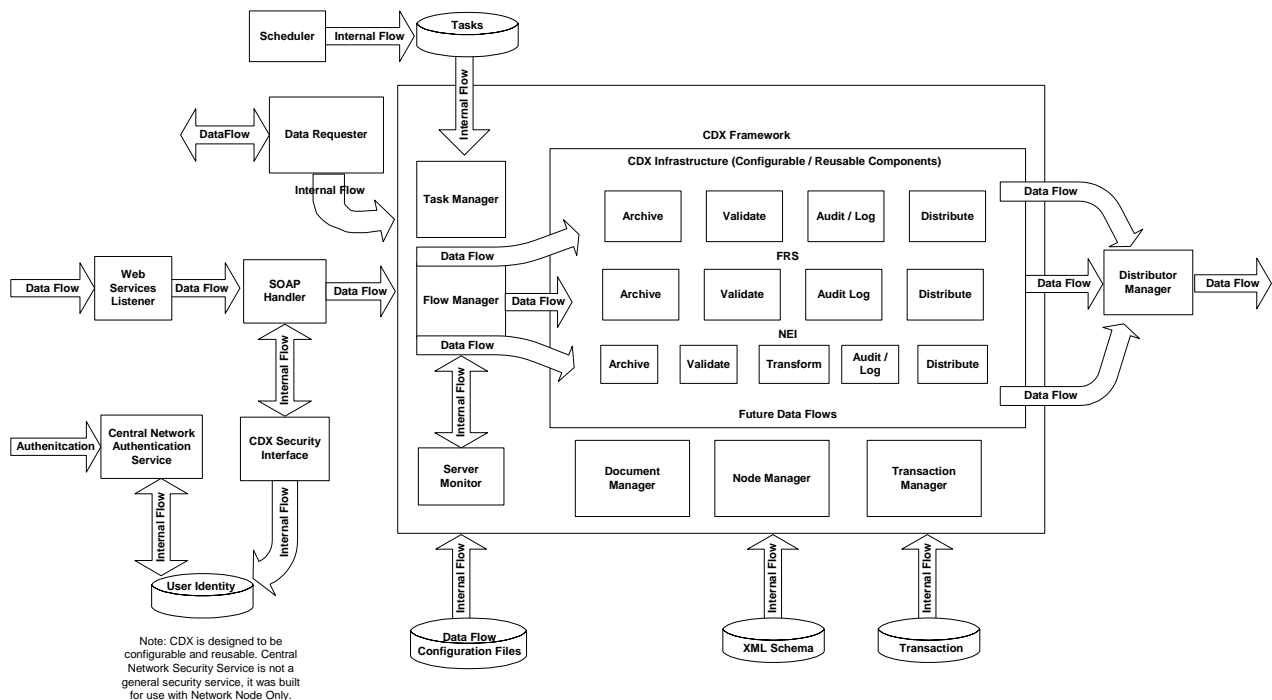 Tasks
Scheduler
Internal Flow
Internal Flow
DataFlow
Data Requester
Internal Flow
CDX Framework
CDX Infrastructure (Configurable / Reusable Components)
Task Manager
Archive
Validate
Audit / Log
Distribute
Data Flow
Data Flow
FRS
Data Flow
Web
Services
Listener
Data Flow
SOAP
Handler
Data Flow
Flow Manager
Data Flow
Archive
Validate
Audit Log
Distribute
Data Flow
Distributor
Manager
Data Flow
NEI
Data Flow
Archive
Validate
Transform
Audit /
Log
Distribute
Data Flow
Future Data Flows
Internal Flow
Internal Flow
Authenitcation
Central Network
Authentication
Service
CDX Security
Interface
Server
Monitor
Document
Manager
Node Manager
Transaction
Manager
Internal Flow
Internal Flow
User Identity
Internal Flow
Internal Flow
Internal Flow
Data Flow
Configuration Files
XML Schema
Transaction
Note: CDX is designed to be
configurable and reusable. Central
Network Security Service is not a
general security service, it was built
for use with Network Node Only.